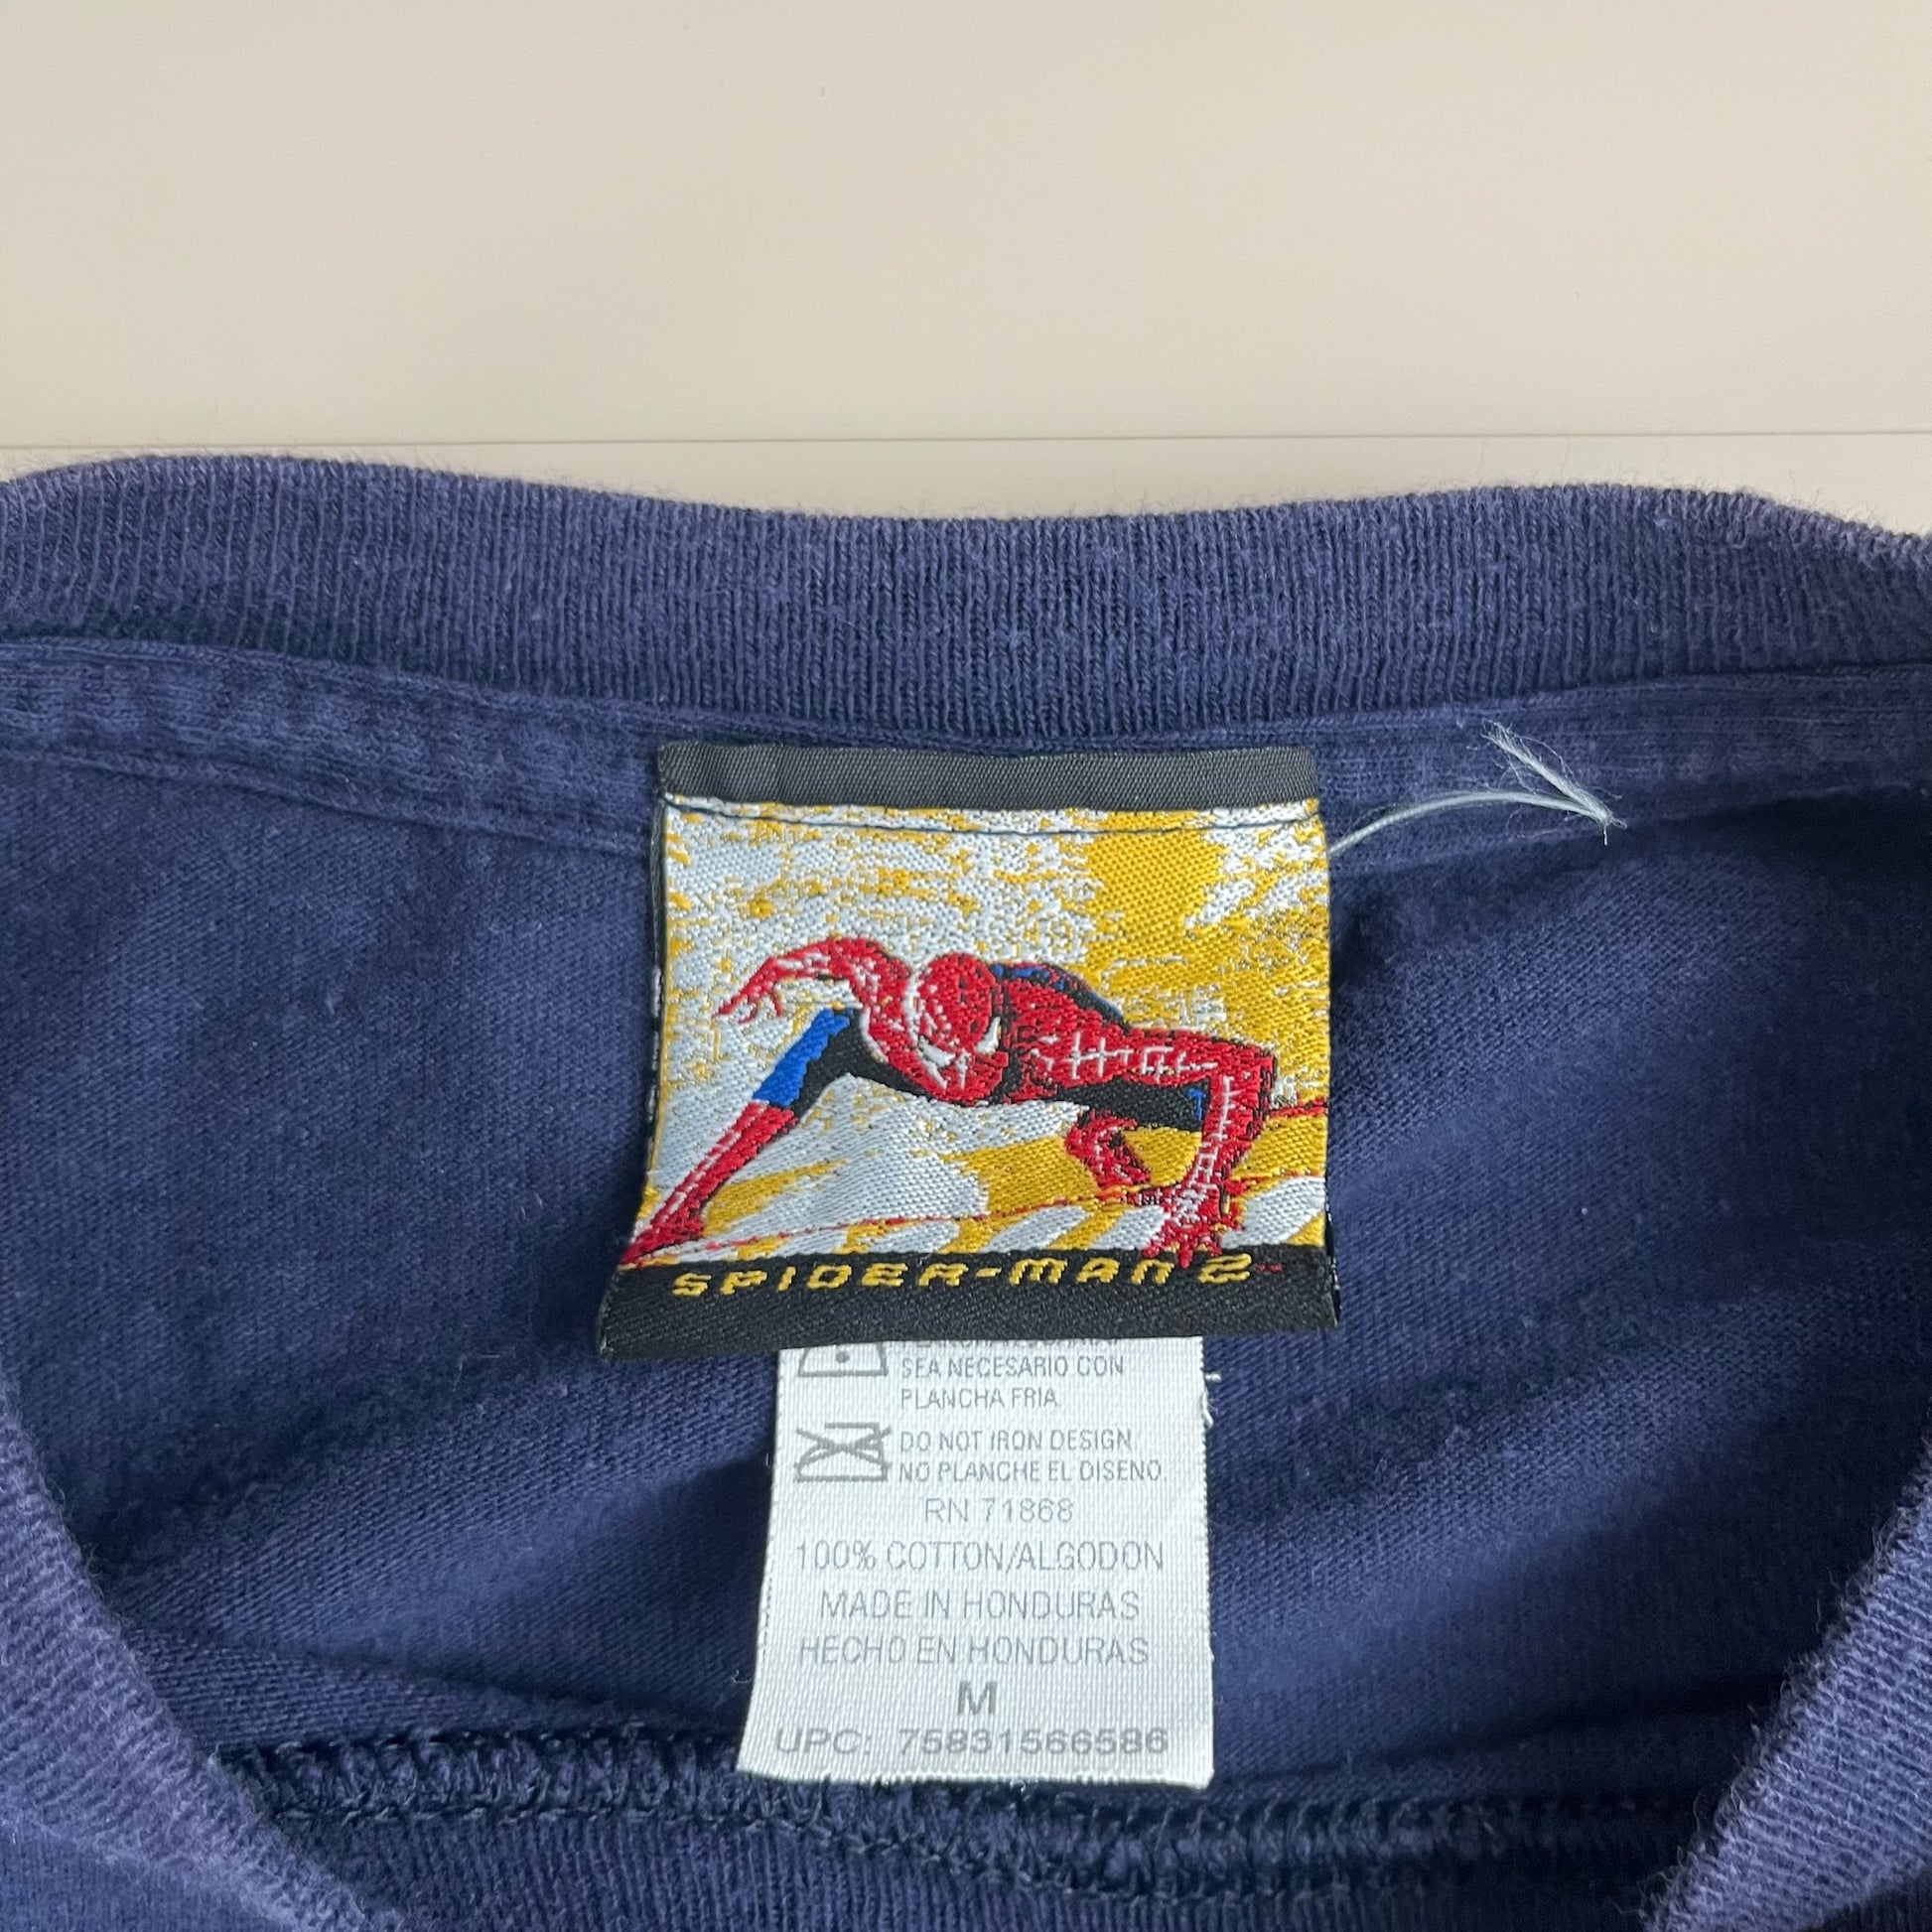 SPIDER-MAN 2
SEA NECESARIO CON
PLANCHA FRIA.
DO NOT IRON DESIGN.
NO PLANCHE EL DISENO.
RN 71868
100% COTTON/ALGODON
MADE IN HONDURAS
HECHO EN HONDURAS
M
UPC: 75831566586